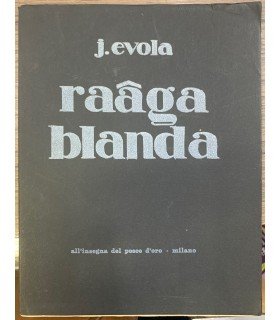 j. evola
raâga
blanda
all'insegna del pesce d'oro - milano